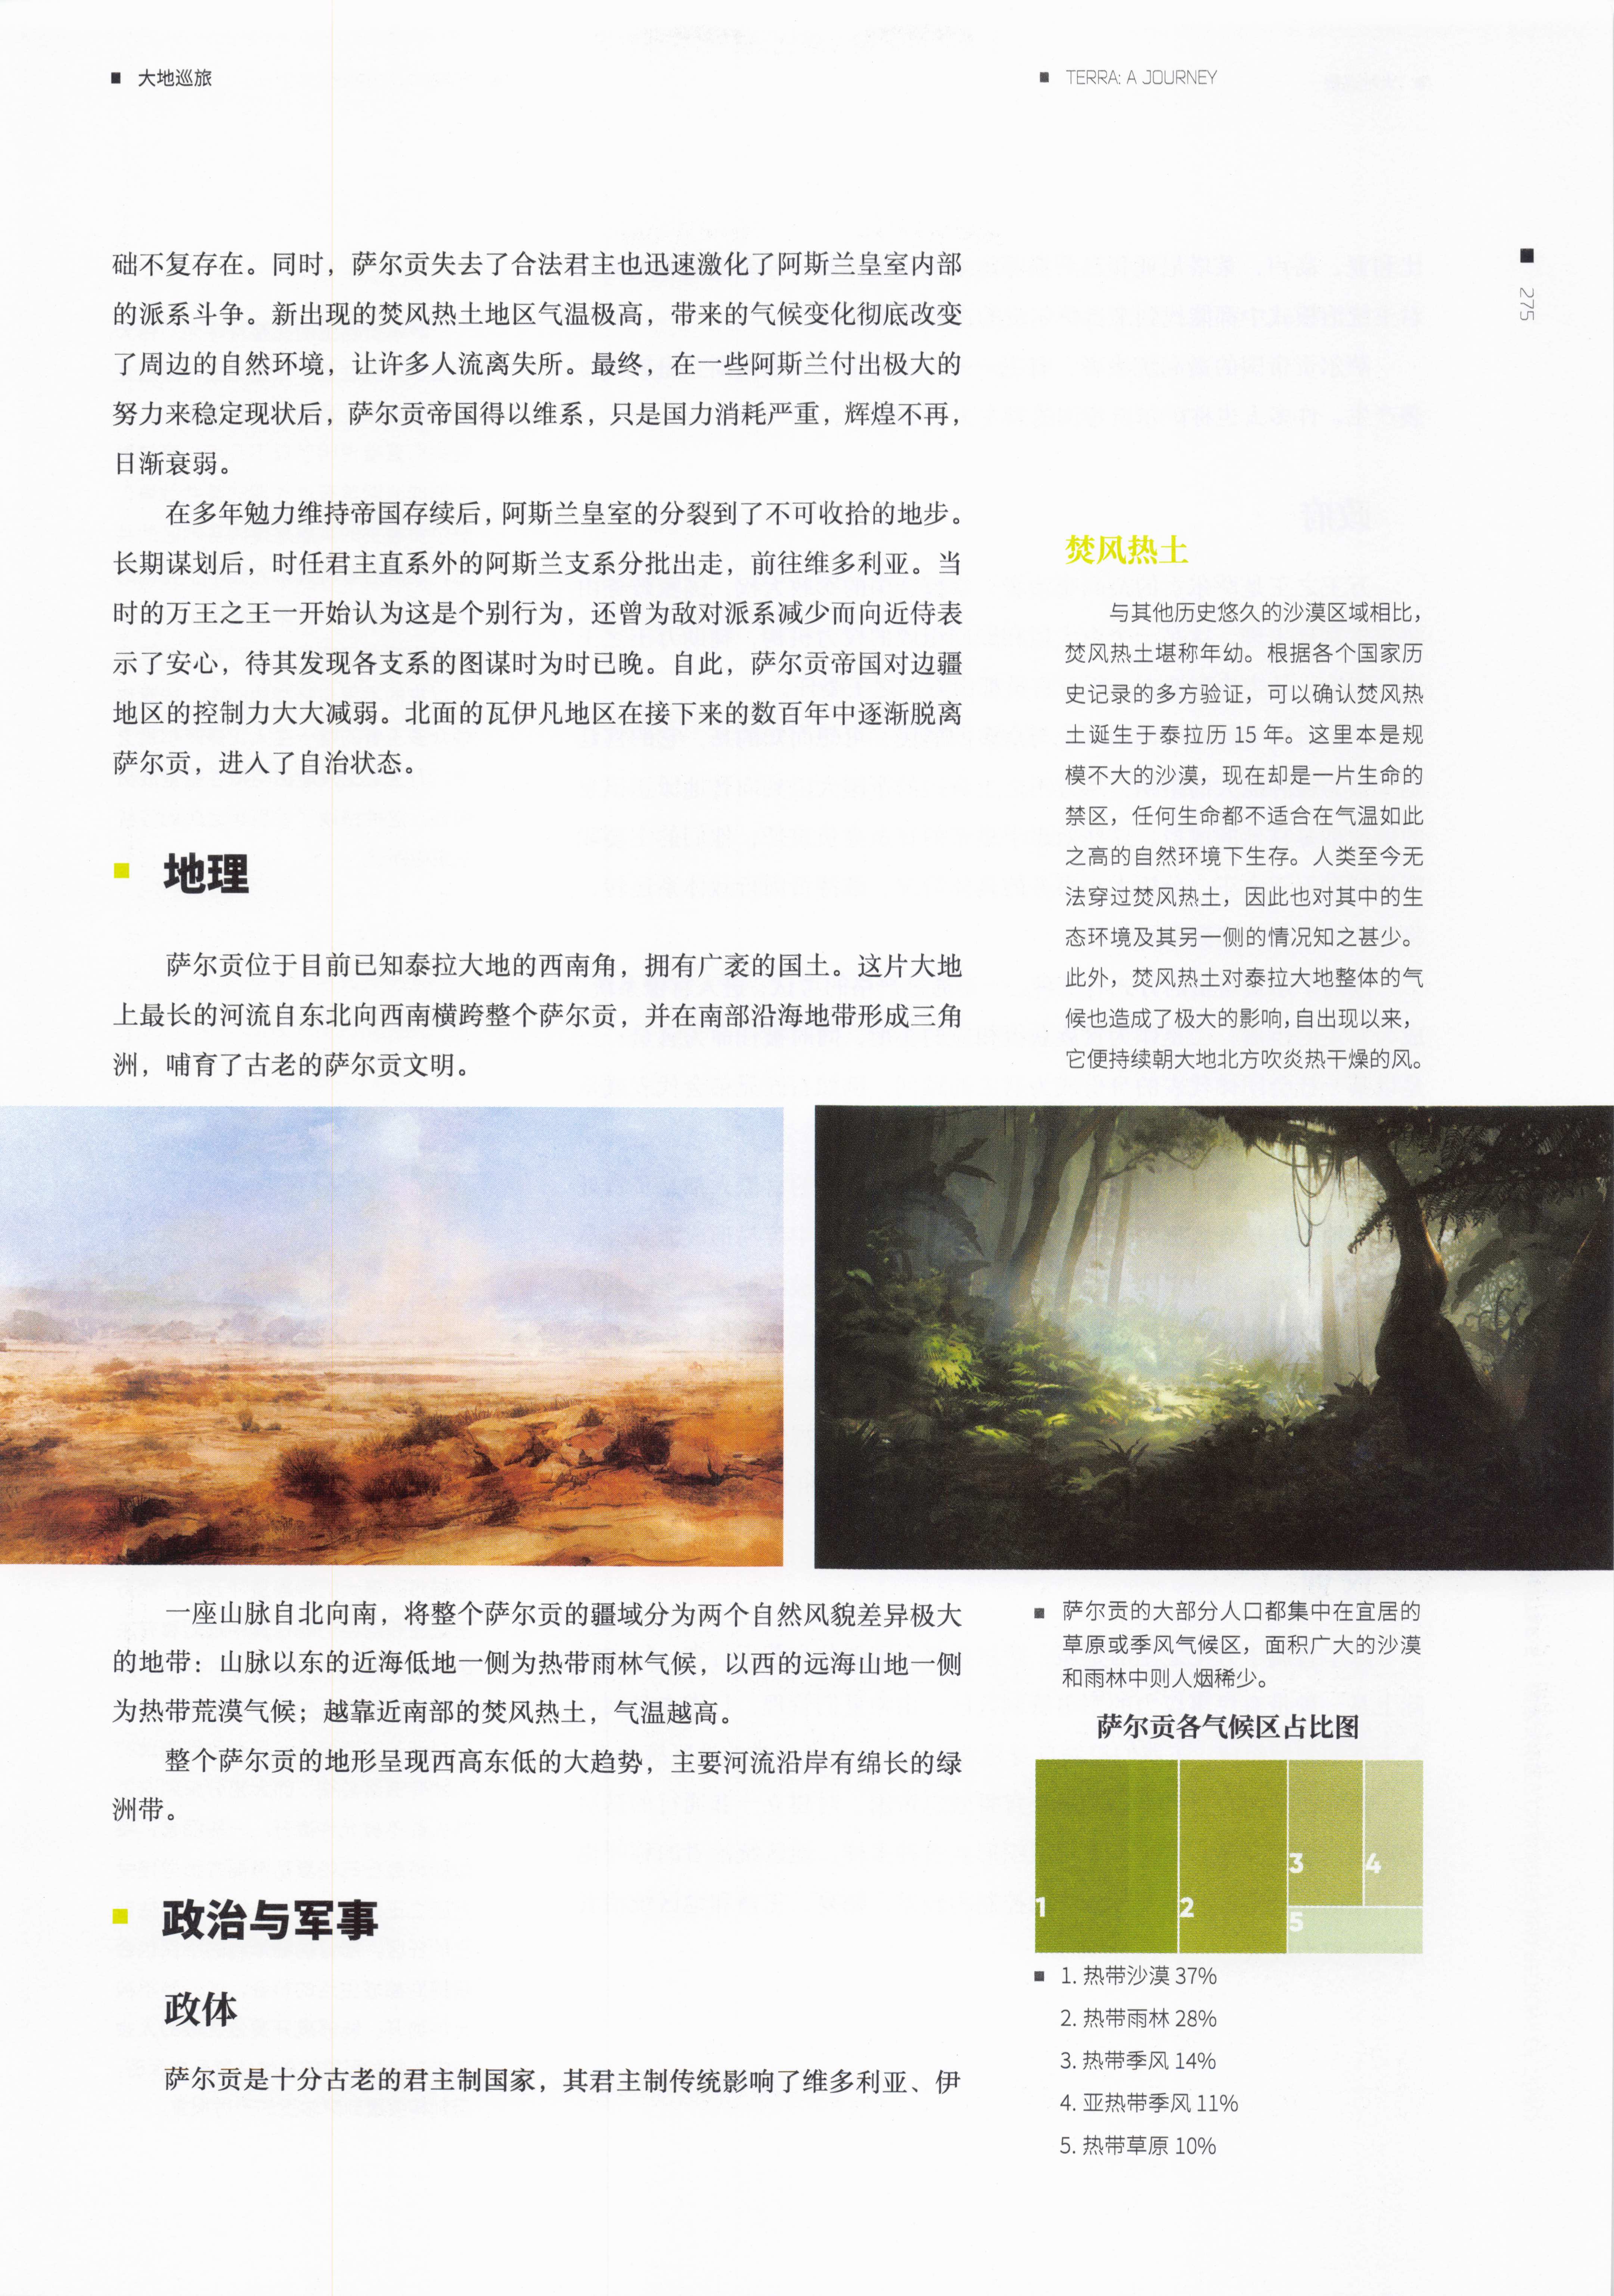 大地巡旅
TERRA: A JOURNEY
275
础不复存在。同时，萨尔贡失去了合法君主也迅速激化了阿斯兰皇室内部
的派系斗争。新出现的焚风热土地区气温极高，带来的气候变化彻底改变
了周边的自然环境，让许多人流离失所。最终，在一些阿斯兰付出极大的
努力来稳定现状后，萨尔贡帝国得以维系，只是国力消耗严重，辉煌不再，
日渐衰弱。
在多年勉力维持帝国存续后，阿斯兰皇室的分裂到了不可收拾的地步。
长期谋划后，时任君主直系外的阿斯兰支系分批出走，前往维多利亚。当
时的万王之王一开始认为这是个别行为，还曾为敌对派系减少而向近侍表
示了安心，待其发现各支系的图谋时为时已晚。自此，萨尔贡帝国对边疆
地区的控制力大大减弱。北面的瓦伊凡地区在接下来的数百年中逐渐脱离
萨尔贡，进入了自治状态。
地理
萨尔贡位于目前已知泰拉大地的西南角，拥有广袤的国土。这片大地
上最长的河流自东北向西南横跨整个萨尔贡，并在南部沿海地带形成三角
洲，哺育了古老的萨尔贡文明。
焚风热土
与其他历史悠久的沙漠区域相比，
焚风热土堪称年幼。根据各个国家历
史记录的多方验证，可以确认焚风热
土诞生于泰拉历 15 年。这里本是规
模不大的沙漠，现在却是一片生命的
禁区，任何生命都不适合在气温如此
之高的自然环境下生存。人类至今无
法穿过焚风热土，因此也对其中的生
态环境及其另一侧的情况知之甚少。
此外，焚风热土对泰拉大地整体的气
候也造成了极大的影响，自出现以来，
它便持续朝大地北方吹炎热干燥的风。
一座山脉自北向南，将整个萨尔贡的疆域分为两个自然风貌差异极大
的地带：山脉以东的近海低地一侧为热带雨林气候，以西的远海山地一侧
为热带荒漠气候；越靠近南部的焚风热土，气温越高。
整个萨尔贡的地形呈现西高东低的大趋势，主要河流沿岸有绵长的绿
洲带。
政治与军事
政体
萨尔贡是十分古老的君主制国家，其君主制传统影响了维多利亚、伊
萨尔贡的大部分人口都集中在宜居的
草原或季风气候区，面积广大的沙漠
和雨林中则人烟稀少。
萨尔贡各气候区占比图
1
2
3
4
5
1. 热带沙漠 37%
2. 热带雨林 28%
3. 热带季风 14%
4. 亚热带季风 11%
5. 热带草原 10%